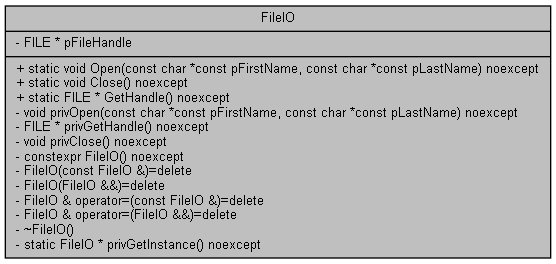 FileIO
- FILE * pFileHandle
+ static void Open(const char *const pFirstName, const char *const pLastName) noexcept
+ static void Close() noexcept
+ static FILE * GetHandle() noexcept
- void privOpen(const char *const pFirstName, const char *const pLastName) noexcept
- FILE * privGetHandle() noexcept
- void privClose() noexcept
- constexpr FileIO() noexcept
- FileIO(const FileIO &)=delete
- FileIO(FileIO &&)=delete
- FileIO & operator=(const FileIO &)=delete
- FileIO & operator=(FileIO &&)=delete
- ~FileIO()
- static FileIO * privGetInstance() noexcept